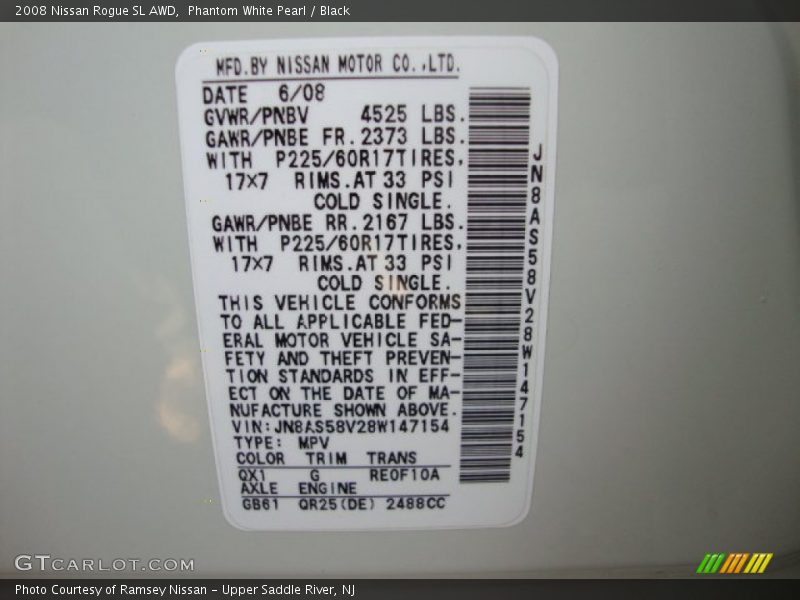 2008 Nissan Rogue SL AWD,  Phantom White Pearl / Black
MFD.BY NISSAN MOTOR CO.,LTD.
DATE 6/08
GVWR/PNBV 4525 LBS.
GAWR/PNBE FR.2373 LBS.
WITH P225/60R17TIRES.
17×7 RIMS.AT 33 PSI
COLD SINGLE.
GAWR/PNBE RR.2167 LBS.
WITH P225/60R17TIRES.
17×7 RIMS.AT 33 PSI
COLD SINGLE.
THIS VEHICLE CONFORMS
TO ALL APPLICABLE FED-
ERAL MOTOR VEHICLE SA-
FETY AND THEFT PREVEN-
TION STANDARDS IN EFF-
ECT ON THE DATE OF MA-
NUFACTURE SHOWN ABOVE.
VIN:JN8AS58V28W147154
TYPE: MPV
COLOR TRIM TRANS
QX1 G RE0F10A
AXLE ENGINE
GB61 QR25(DE) 2488CC
JN8AS58V28W147154
GTCARLOT.COM
Photo Courtesy of Ramsey Nissan - Upper Saddle River, NJ